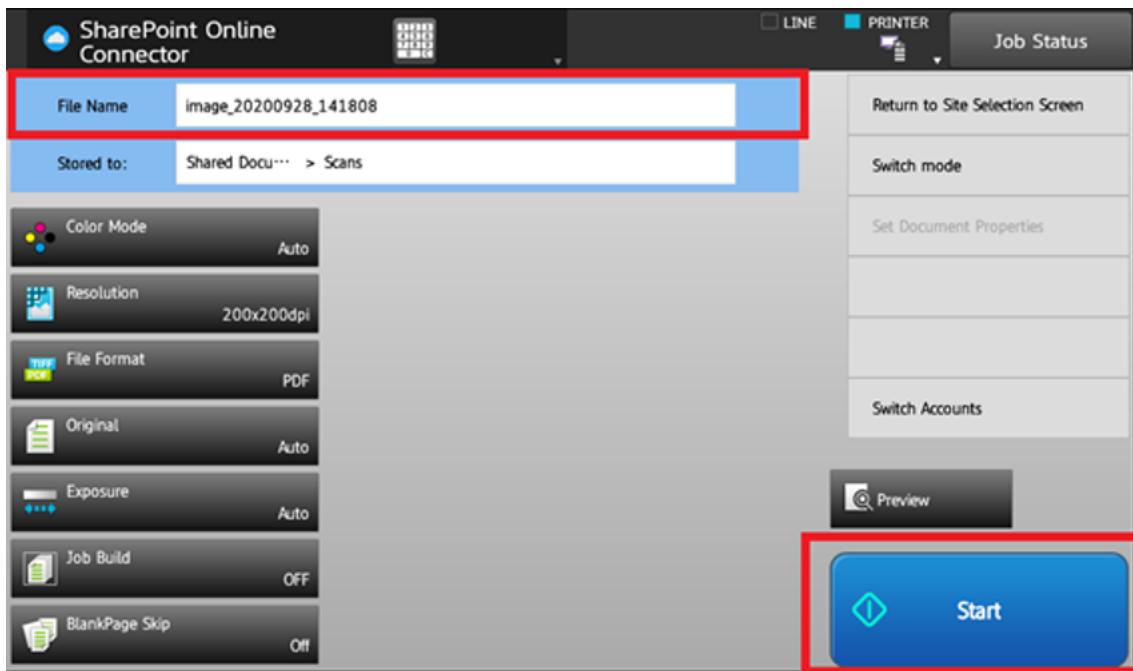 SharePoint Online
Connector
LINE
PRINTER
Job Status
File Name
image_20200928_141808
Stored to:
Shared Docu··· > Scans
Return to Site Selection Screen
Switch mode
Set Document Properties
Switch Accounts
Color Mode
Auto
Resolution
200x200dpi
TIFF
PDF
File Format
PDF
Original
Auto
Exposure
Auto
Job Build
OFF
BlankPage Skip
Off
Preview
Start